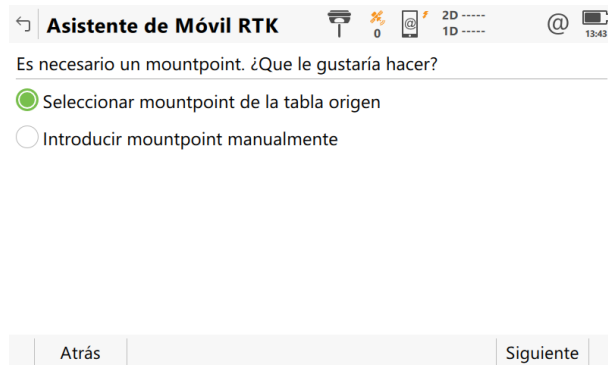 Asistente de Móvil RTK
0
@
2D -----
1D -----
@
13:43
Es necesario un mountpoint. ¿Que le gustaría hacer?
Seleccionar mountpoint de la tabla origen
Introducir mountpoint manualmente
Atrás
Siguiente